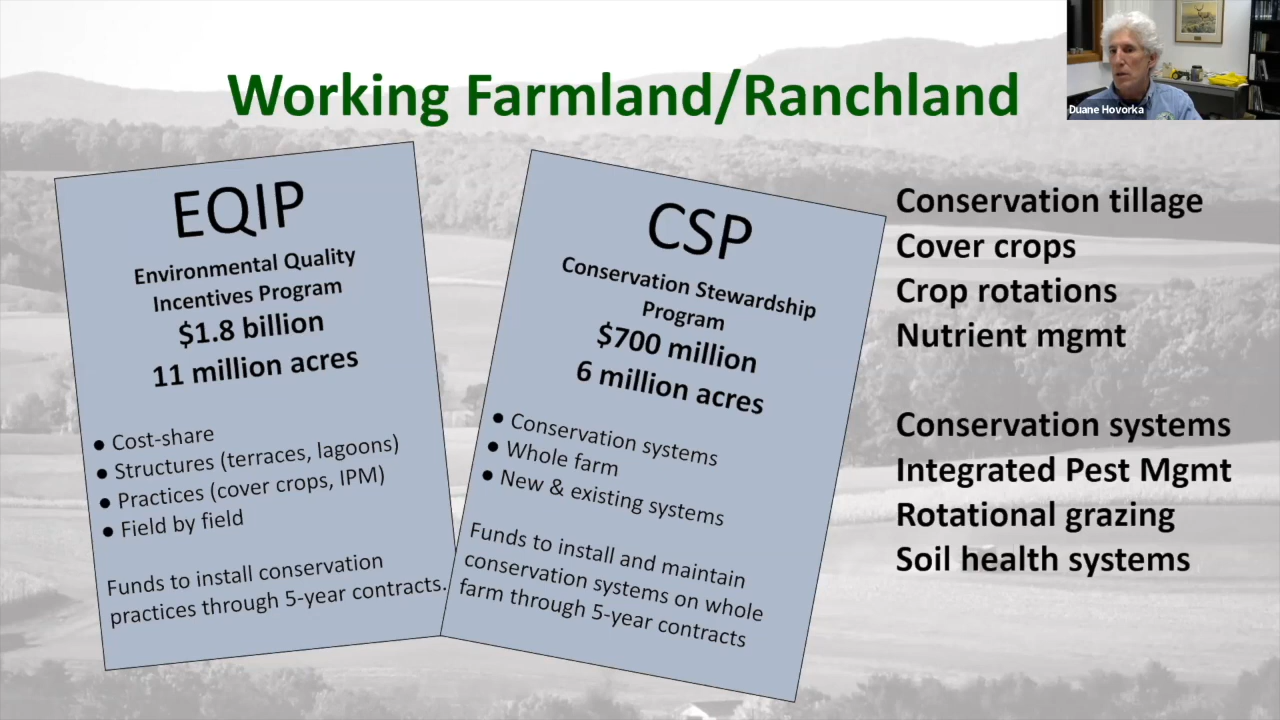 Working Farmland/Ranchland
Duane Hovorka
EQIP
Environmental Quality
Incentives Program
$1.8 billion
11 million acres
● Cost-share
● Structures (terraces, lagoons)
● Practices (cover crops, IPM)
● Field by field
Funds to install conservation
practices through 5-year contracts.
CSP
Conservation Stewardship
Program
$700 million
6 million acres
● Conservation systems
● Whole farm
● New & existing systems
Funds to install and maintain
conservation systems on whole
farm through 5-year contracts
Conservation tillage
Cover crops
Crop rotations
Nutrient mgmt
Conservation systems
Integrated Pest Mgmt
Rotational grazing
Soil health systems